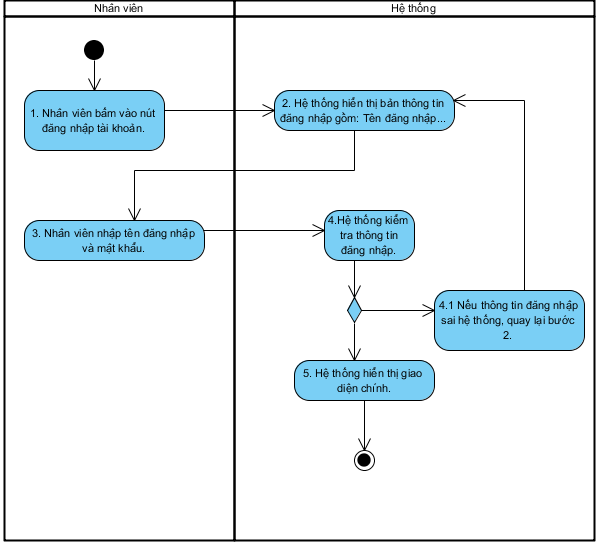 Nhân viên
Hệ thống
1. Nhân viên bấm vào nút
đăng nhập tài khoản.
2. Hệ thống hiển thị bản thông tin
đăng nhập gồm: Tên đăng nhập...
3. Nhân viên nhập tên đăng nhập
và mật khẩu.
4.Hệ thống kiểm
tra thông tin
đăng nhập.
4.1 Nếu thông tin đăng nhập
sai hệ thống, quay lại bước
2.
5. Hệ thống hiển thị giao
diện chính.